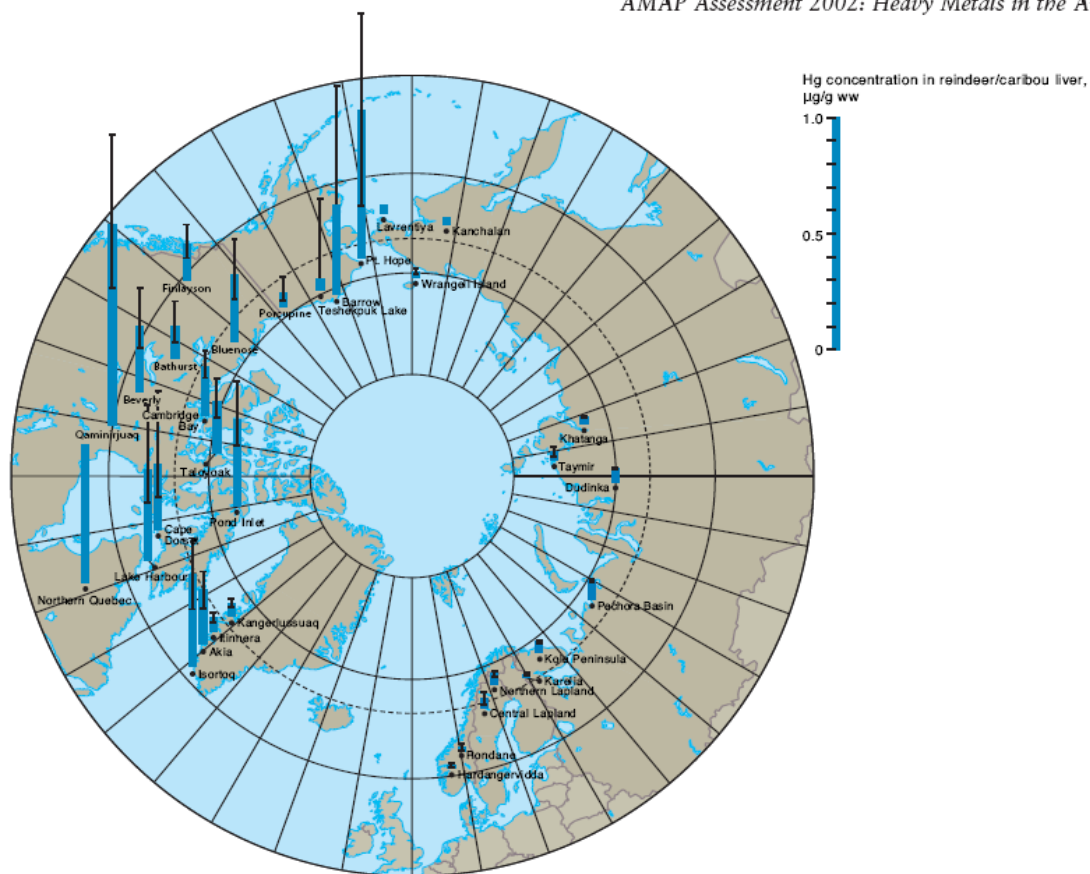 AMAP Assessment 2002: Heavy Metals in the A
Hg concentration in reindeer/caribou liver,
µg/g ww
1.0
0.5
0
Lavrentiya
Kanchalan
Pt. Hope
Wrangell Island
Finlayson
Porcupine
Barrow
Teshekpuk Lake
Bluenose
Bathurst
Beverly
Cambridge
Bay
Qaminirjuaq
Khatanga
Taloyoak
Taymir
Dudinka
Pond Inlet
Cape
Dorset
Lake Harbour
Northern Quebec
Pechora Basin
Kangerlussuaq
Itinnera
Akia
Isortoq
Kola Peninsula
Karelia
Northern Lapland
Central Lapland
Rondane
Hardangervidda